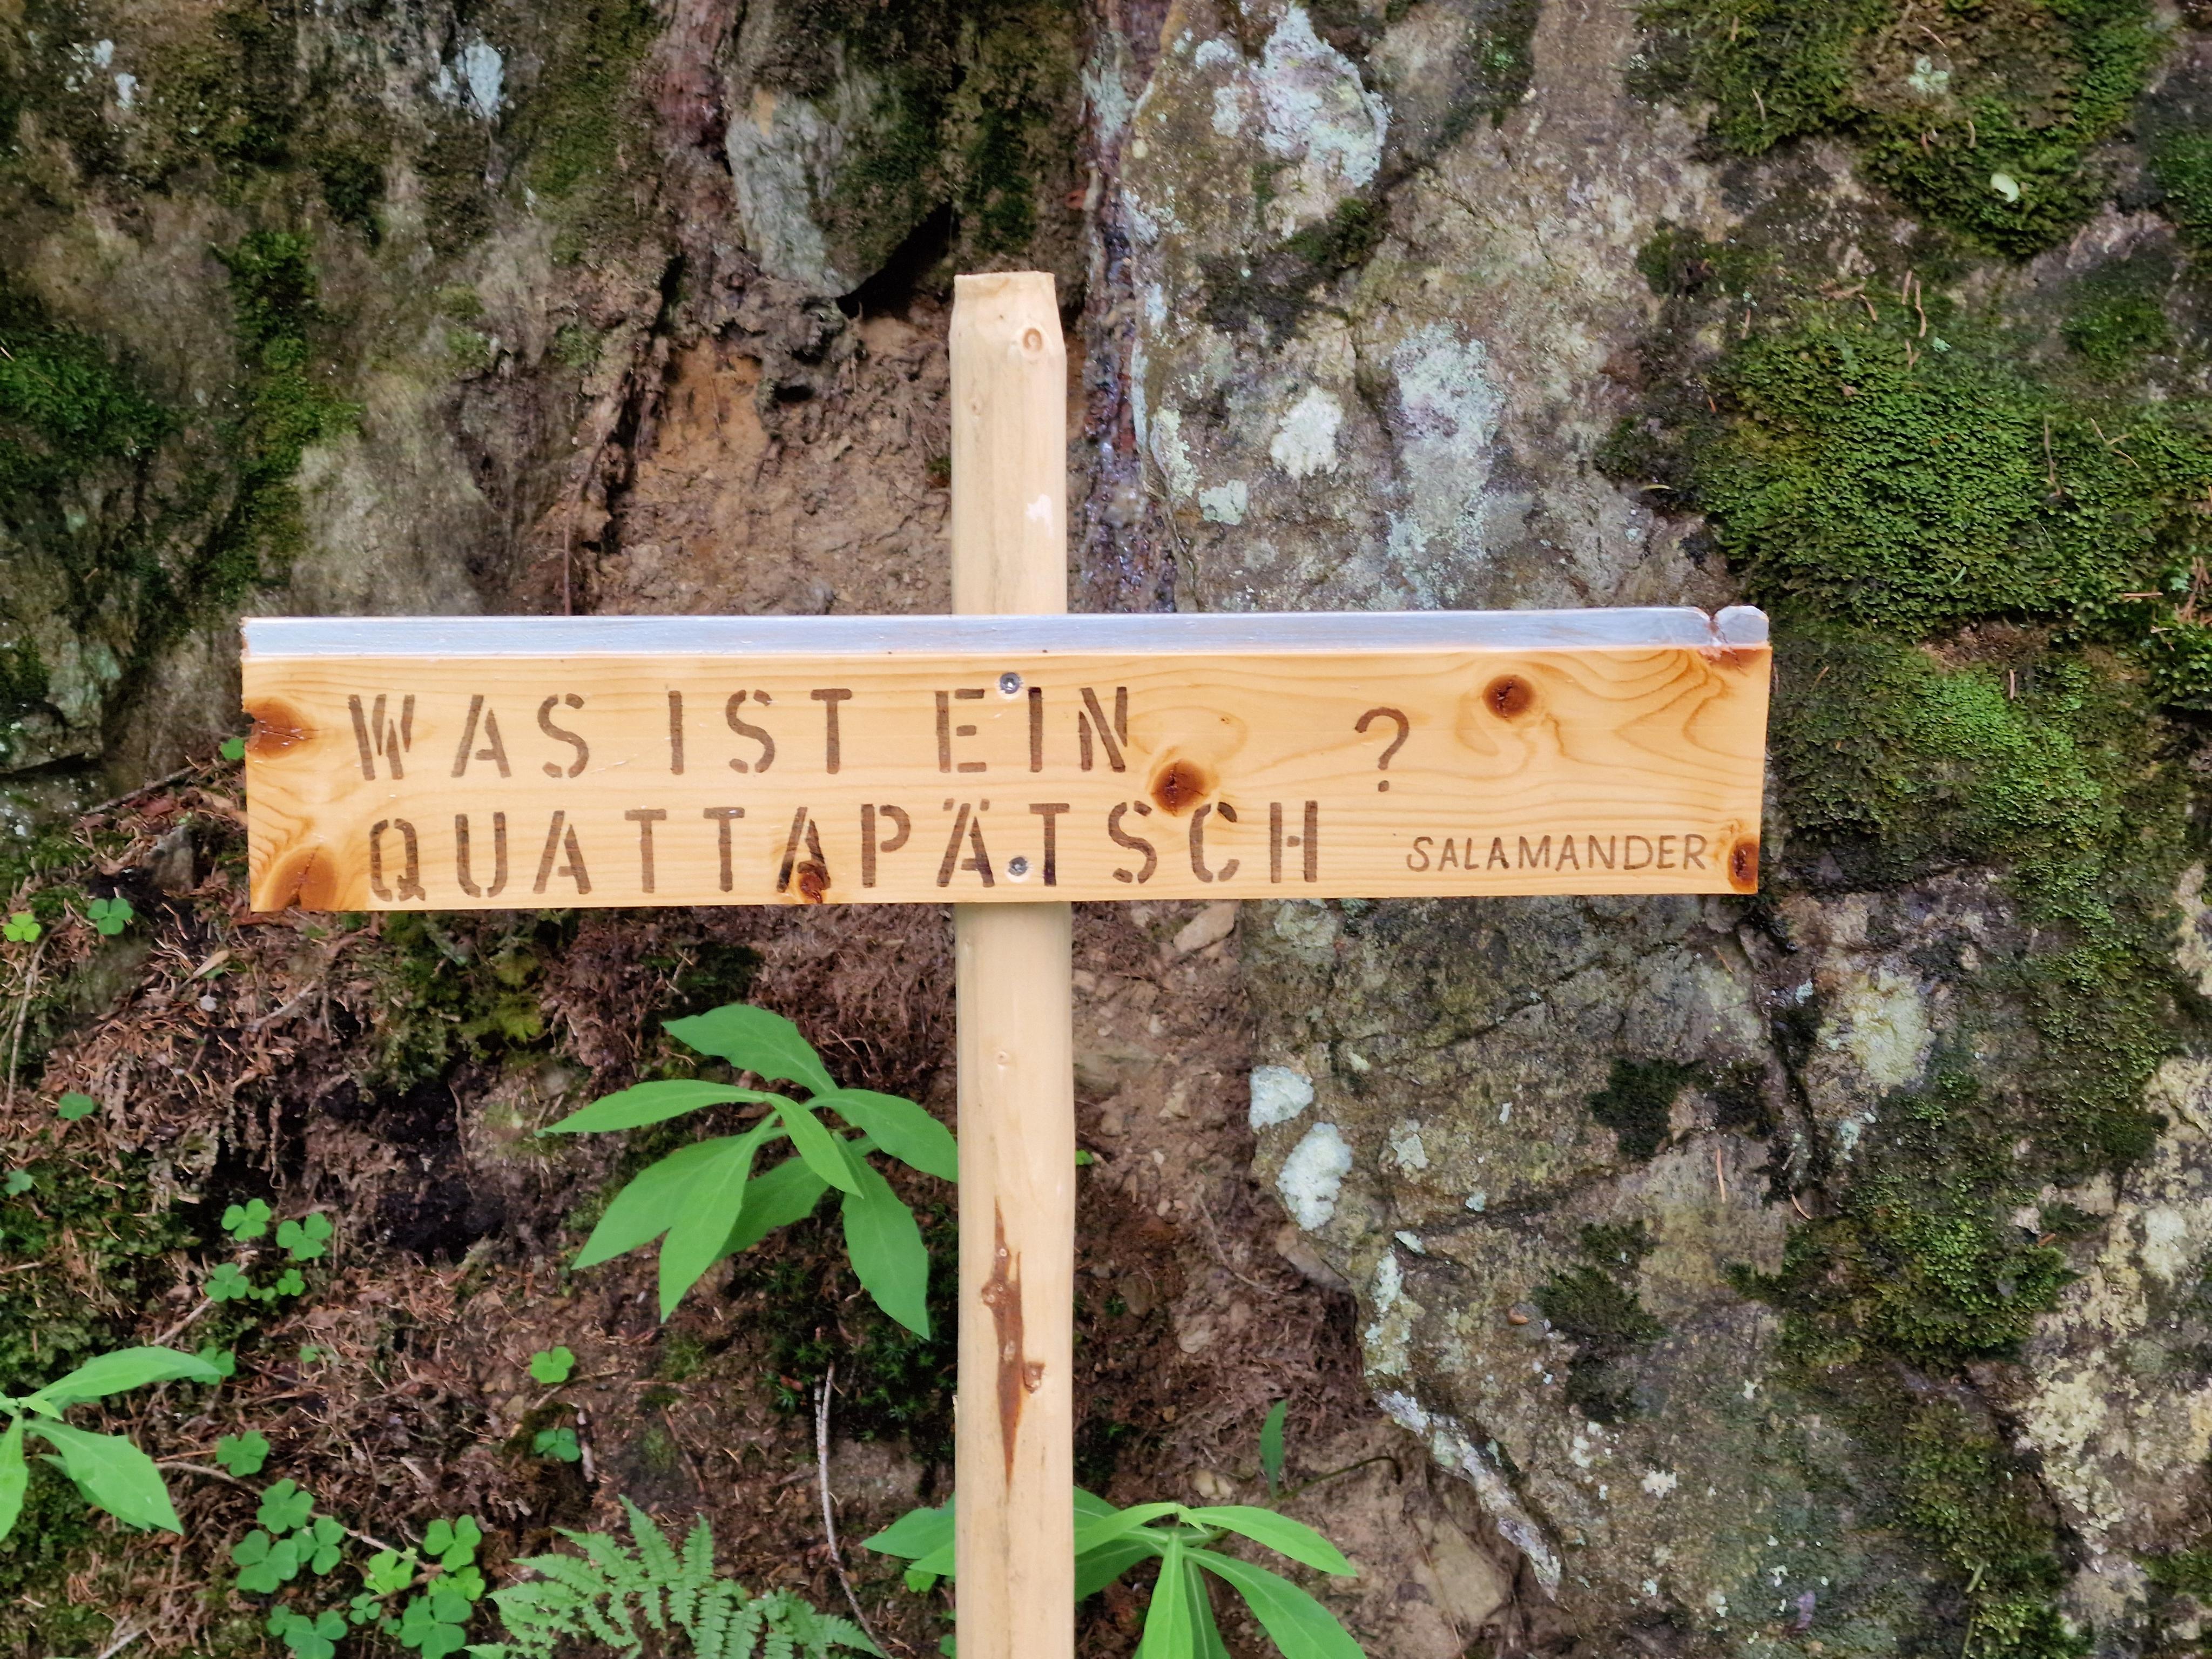 WAS IST EIN ?
QUATTAPÄTSCH
SALAMANDER